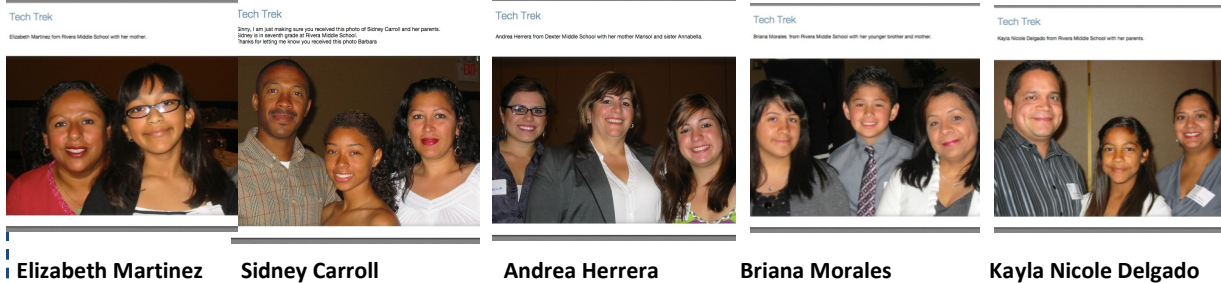 Tech Trek
Elizabeth Martinez fom Rivera Middle School with her mother.
Tech Trek
Ginny, I am just making sure you received this photo of Sidney Carroll and her parents.
Sidney is in seventh grade at Rivera Middle School.
Thanks for letting me know you received this photo Barbara
Tech Trek
Andrea Herrera from Dexter Middle School with her mother Marisol and sister Annabella.
Tech Trek
Briana Morales from Rivera Middle School with her younger brother and mother.
Tech Trek
Kayla Nicole Delgado from Rivera Middle School with her parents.
Elizabeth Martinez
Sidney Carroll
Andrea Herrera
Briana Morales
Kayla Nicole Delgado